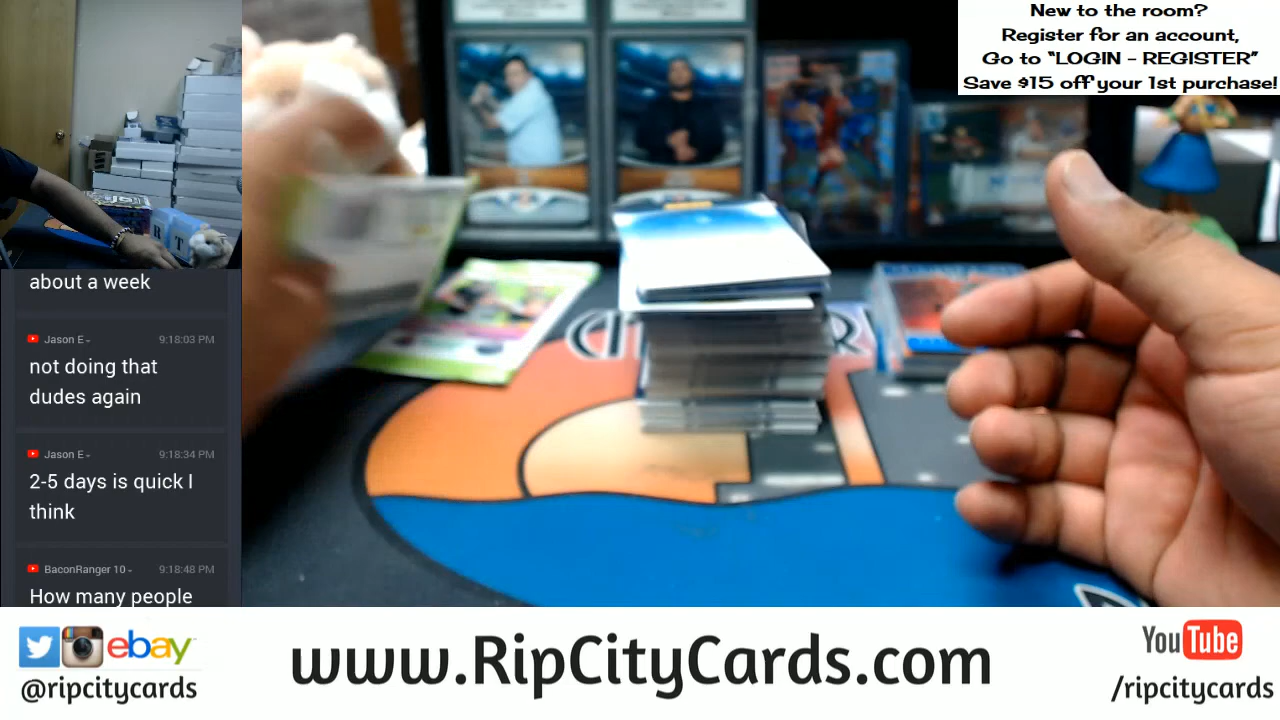 New to the room?
Register for an account,
Go to "LOGIN - REGISTER"
Save $15 off your 1st purchase!
about a week
Jason E
9:18:03 PM
not doing that
dudes again
Jason E
9:18:34 PM
2-5 days is quick I
think
BaconRanger 10
9:18:48 PM
How many people
R T
ebay
@ripcitycards
www.RipCityCards.com
YouTube
/ripcitycards